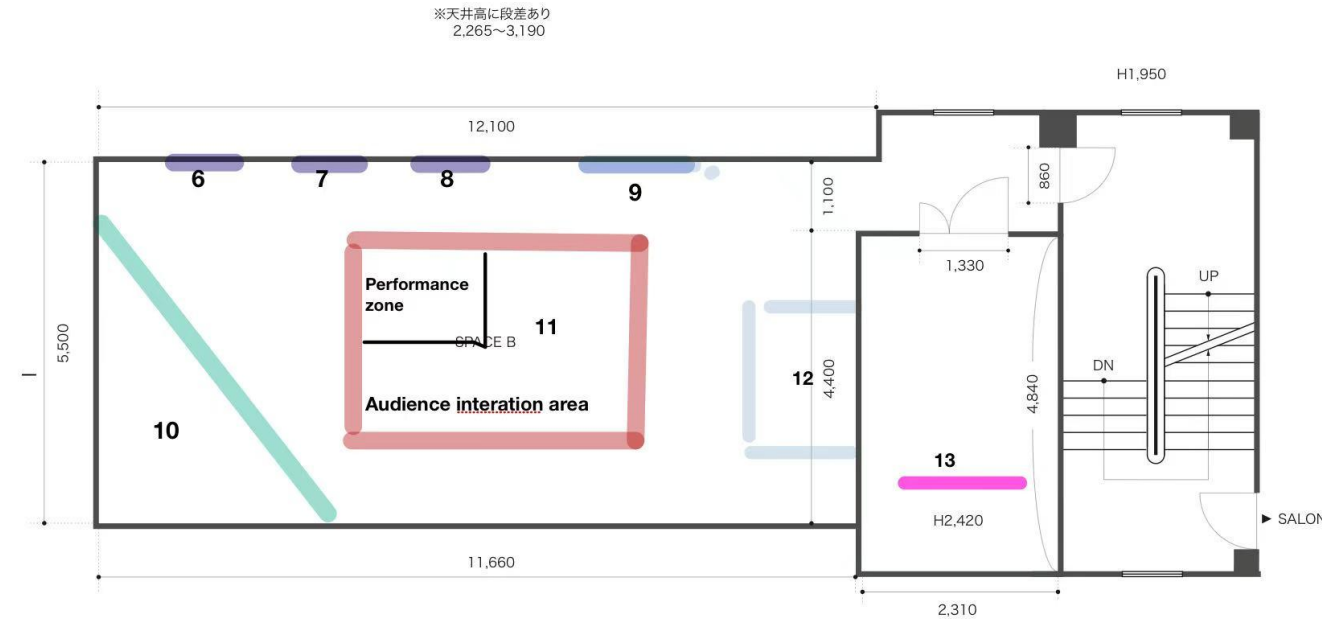 ※天井高に段差あり
2,265〜3,190
H1,950
12,100
6
7
8
9
860
1,100
1,330
Performance
zone
UP
11
SPACE B
5,500
DN
12
4,400
4,840
Audience interation area
10
13
H2,420
▶ SALON
11,660
2,310